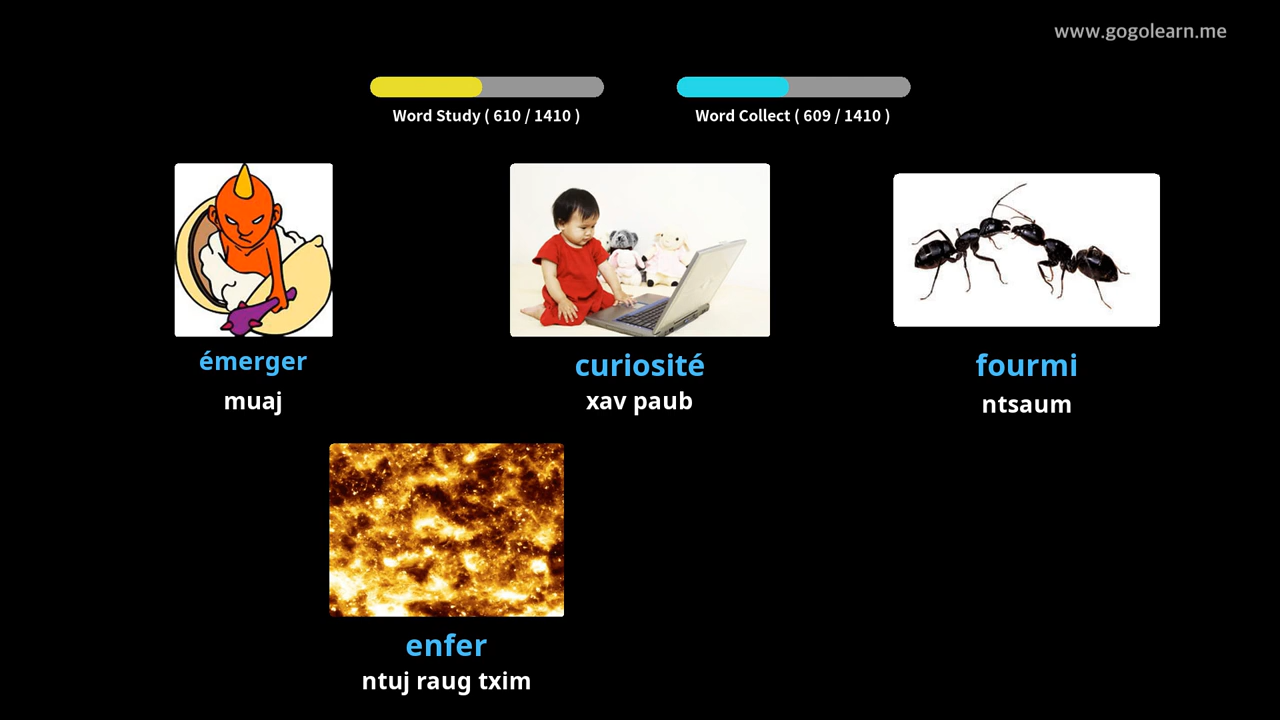 www.gogolearn.me
Word Study ( 610 / 1410 )
Word Collect ( 609 / 1410 )
émerger
muaj
curiosité
xav paub
fourmi
ntsaum
enfer
ntuj raug txim